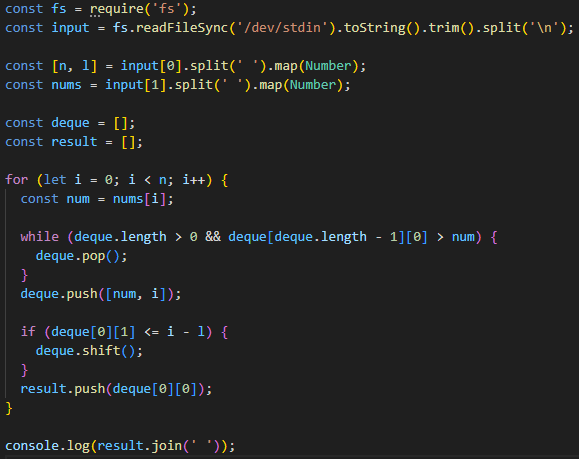 const fs = require('fs');
const input = fs.readFileSync('/dev/stdin').toString().trim().split('\n');

const [n, l] = input[0].split(' ').map(Number);
const nums = input[1].split(' ').map(Number);

const deque = [];
const result = [];

for (let i = 0; i < n; i++) {
  const num = nums[i];

  while (deque.length > 0 && deque[deque.length - 1][0] > num) {
    deque.pop();
  }
  deque.push([num, i]);

  if (deque[0][1] <= i - l) {
    deque.shift();
  }
  result.push(deque[0][0]);
}

console.log(result.join(' '));